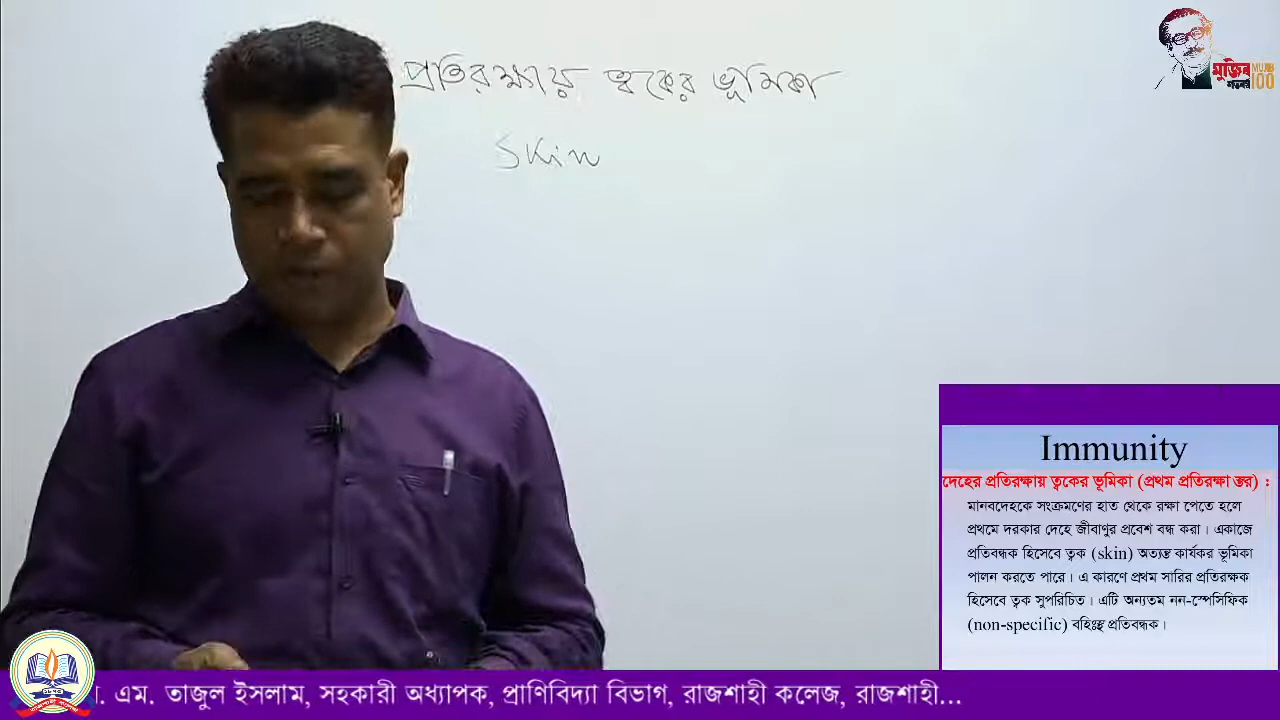 প্রতিরক্ষায় ত্বকের ভূমিকা
Skin
মুজিব MUJIB
শতবর্ষ 100
Immunity
দেহের প্রতিরক্ষায় ত্বকের ভূমিকা (প্রথম প্রতিরক্ষা স্তর) :
মানবদেহকে সংক্রমণের হাত থেকে রক্ষা পেতে হলে
প্রথমে দরকার দেহে জীবাণুর প্রবেশ বন্ধ করা। একাজে
প্রতিবন্ধক হিসেবে ত্বক (skin) অত্যন্ত কার্যকর ভূমিকা
পালন করতে পারে। এ কারণে প্রথম সারির প্রতিরক্ষক
হিসেবে ত্বক সুপরিচিত। এটি অন্যতম নন-স্পেসিফিক
(non-specific) বহিঃস্থ প্রতিবন্ধক।
এম. তাজুল ইসলাম, সহকারী অধ্যাপক, প্রাণিবিদ্যা বিভাগ, রাজশাহী কলেজ, রাজশাহী...